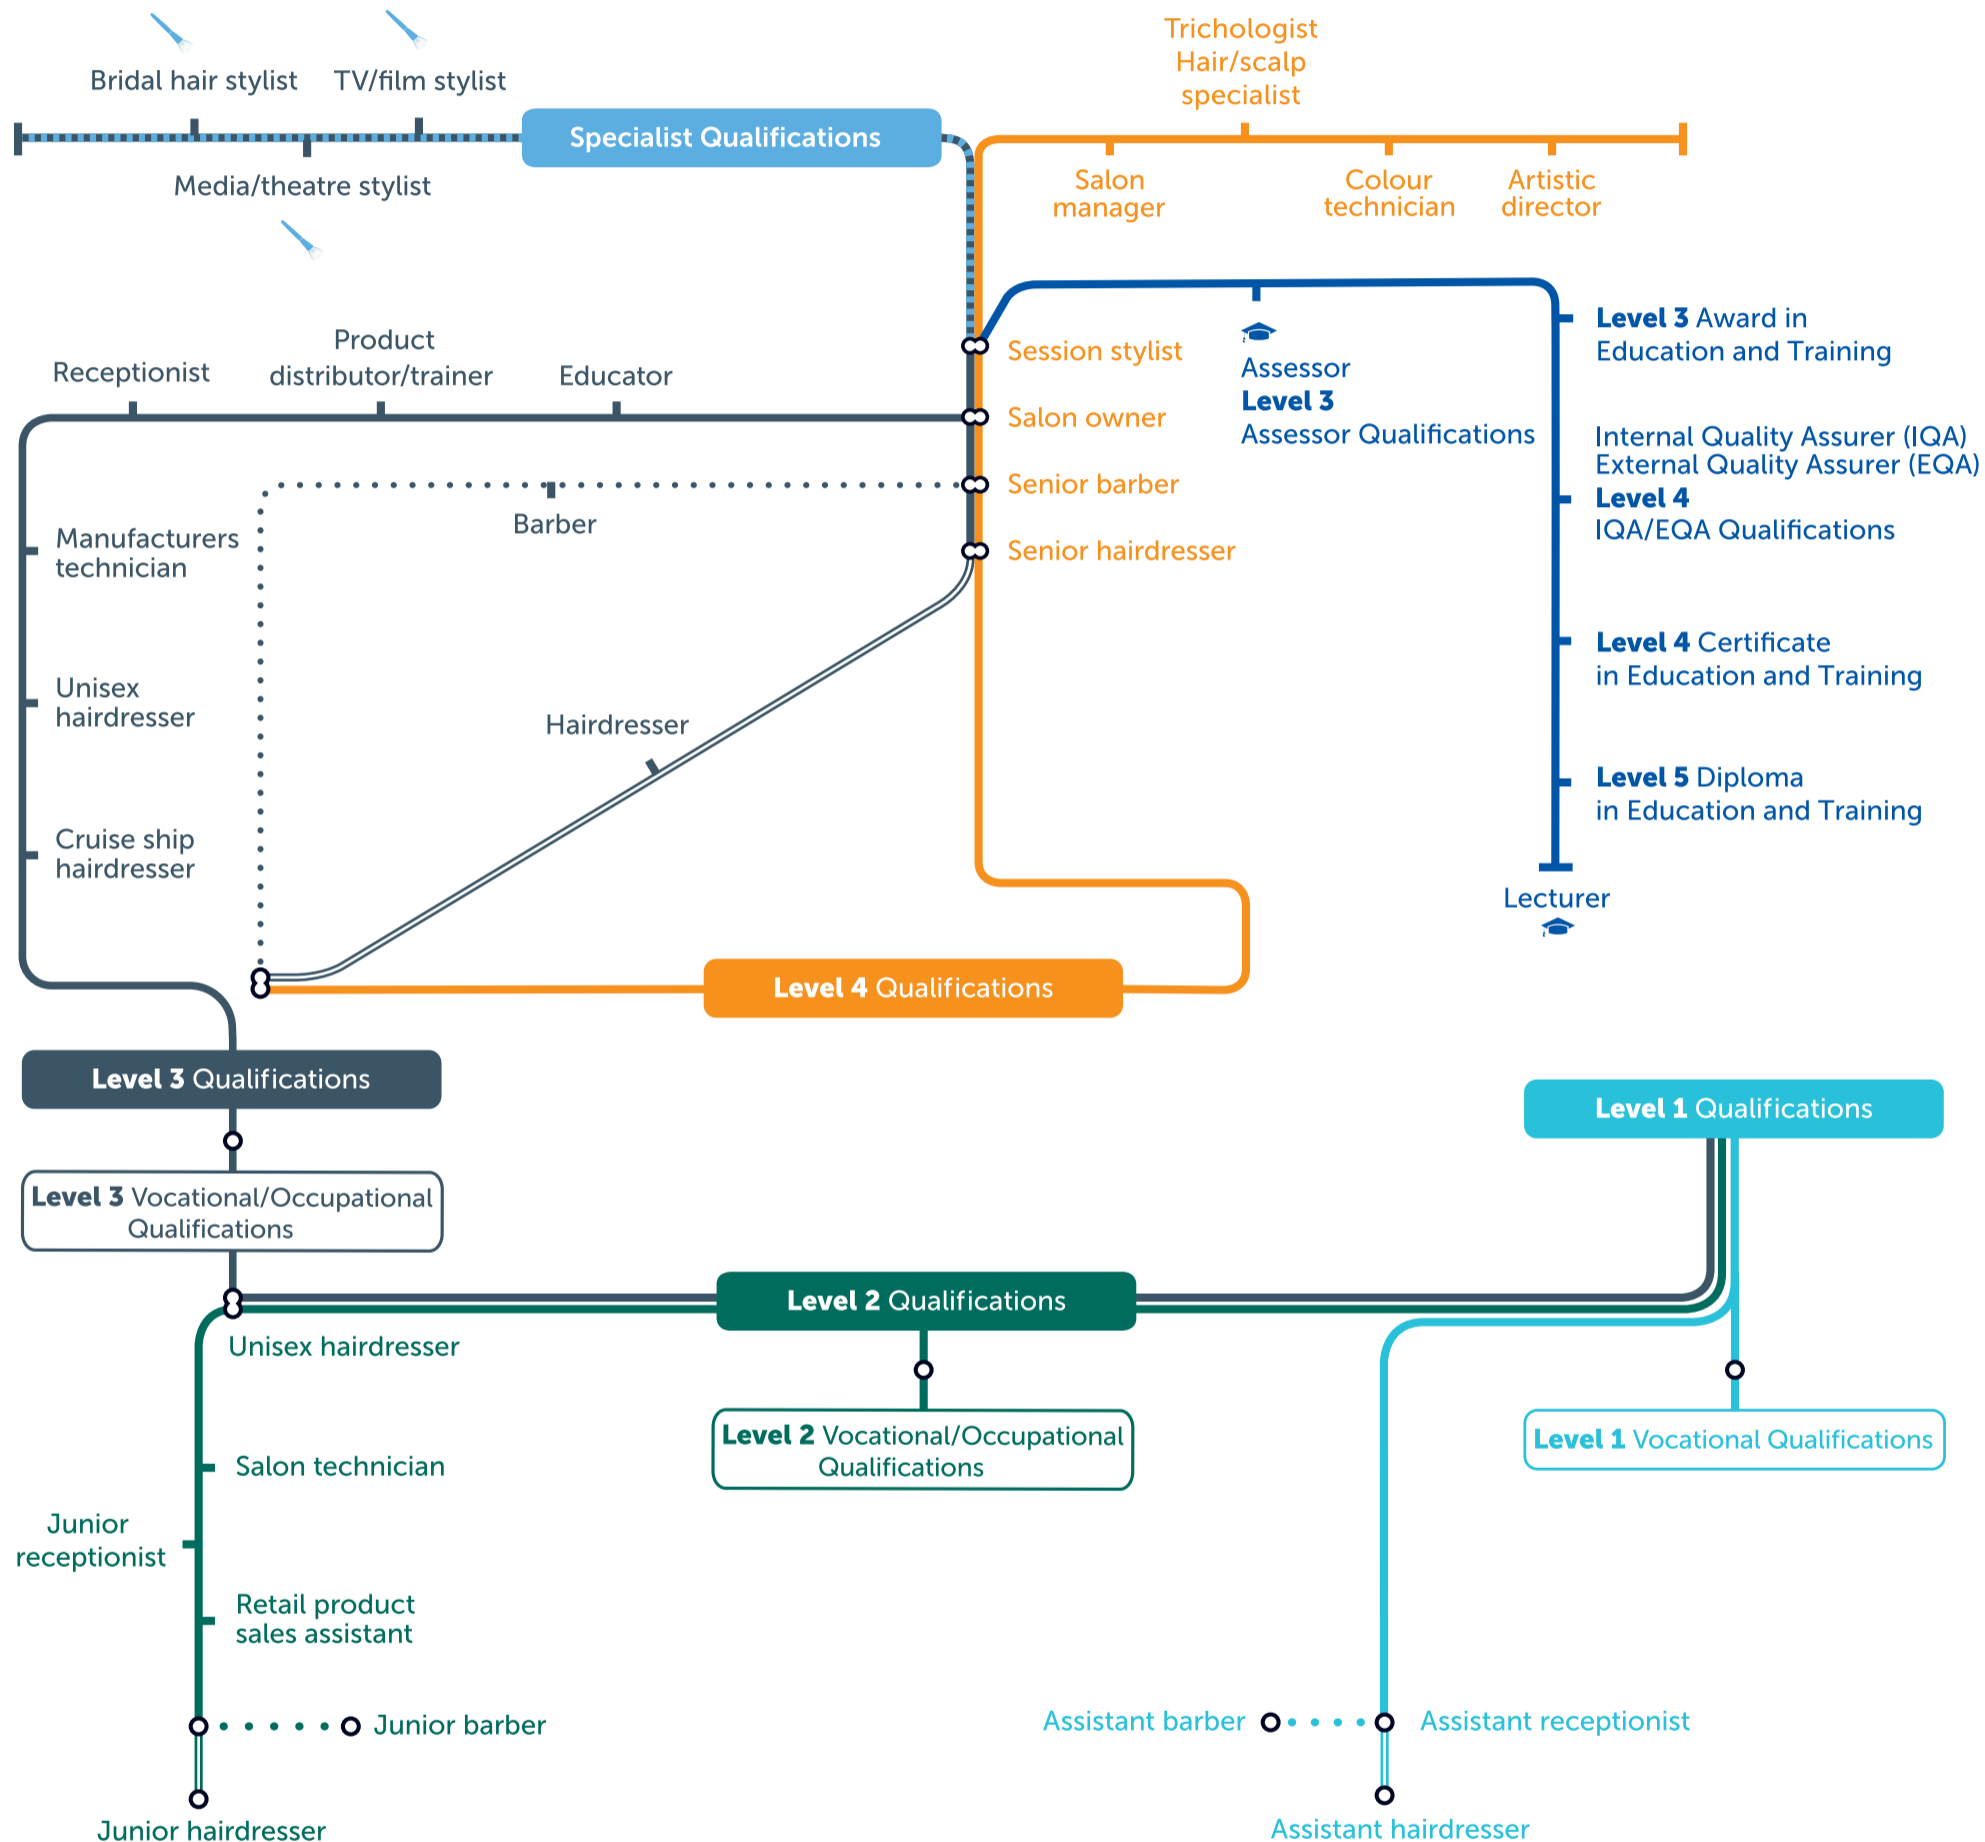 Trichologist
Hair/scalp
specialist
Bridal hair stylist
TV/film stylist
Specialist Qualifications
Media/theatre stylist
Salon
manager
Colour
technician
Artistic
director
Receptionist
Product
distributor/trainer
Educator
Session stylist
Salon owner
Senior barber
Senior hairdresser
Assessor
Level 3
Assessor Qualifications
Level 3 Award in
Education and Training
Internal Quality Assurer (IQA)
External Quality Assurer (EQA)
Level 4
IQA/EQA Qualifications
Level 4 Certificate
in Education and Training
Level 5 Diploma
in Education and Training
Lecturer
Barber
Manufacturers
technician
Unisex
hairdresser
Hairdresser
Cruise ship
hairdresser
Level 4 Qualifications
Level 3 Qualifications
Level 1 Qualifications
Level 3 Vocational/Occupational
Qualifications
Level 2 Qualifications
Unisex hairdresser
Level 2 Vocational/Occupational
Qualifications
Level 1 Vocational Qualifications
Salon technician
Junior
receptionist
Retail product
sales assistant
Junior barber
Assistant barber
Assistant receptionist
Junior hairdresser
Assistant hairdresser